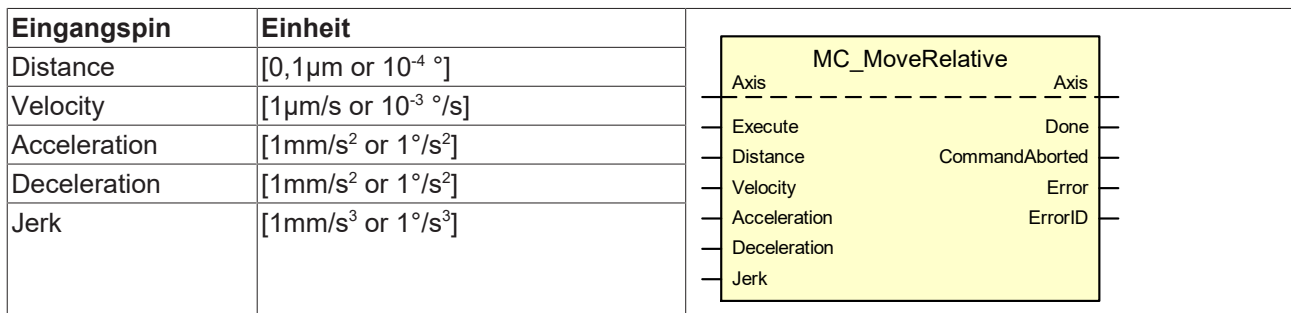 Eingangspin Einheit
Distance [0,1µm or 10⁻⁴ °]
Velocity [1µm/s or 10⁻³ °/s]
Acceleration [1mm/s² or 1°/s²]
Deceleration [1mm/s² or 1°/s²]
Jerk [1mm/s³ or 1°/s³]
MC_MoveRelative
Axis Axis
Execute Done
Distance CommandAborted
Velocity Error
Acceleration ErrorID
Deceleration
Jerk